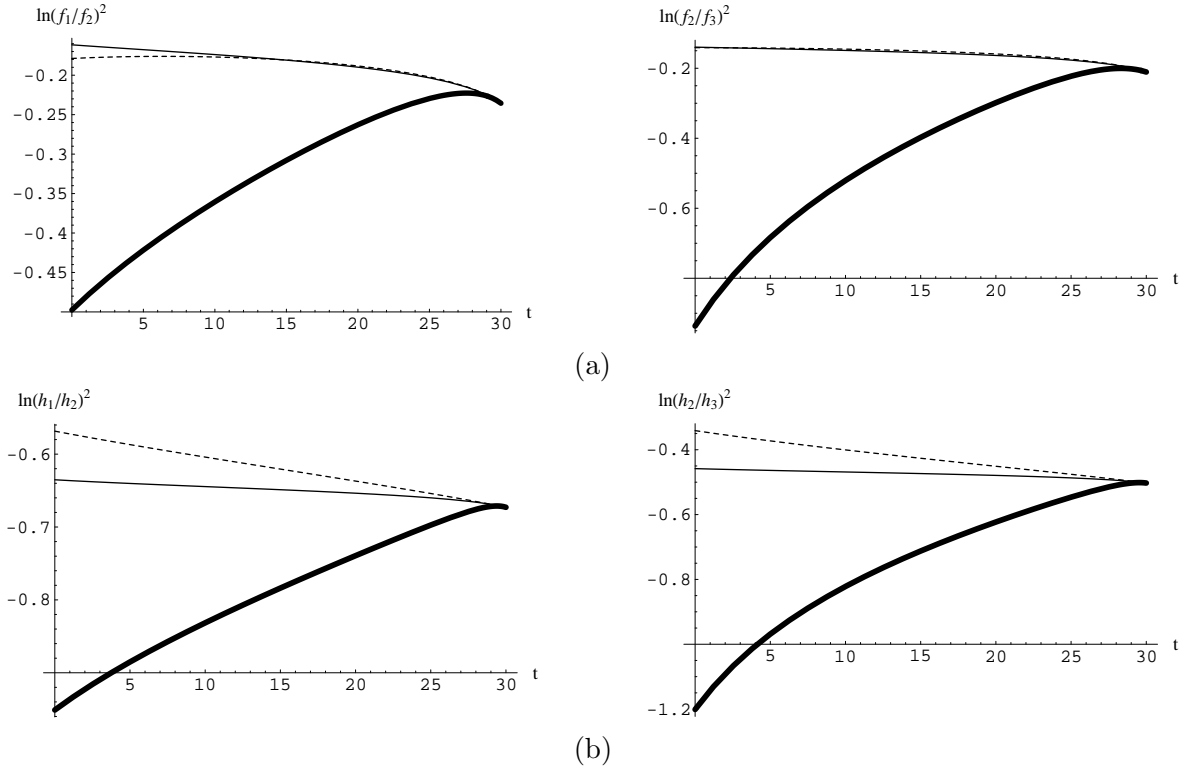 ln(f₁/f₂)² ln(f₂/f₃)²
-0.2 -0.2
-0.25
-0.3
-0.35 -0.4
-0.4 -0.6
-0.45
5 10 15 20 25 30 t 5 10 15 20 25 30 t
(a)
ln(h₁/h₂)² ln(h₂/h₃)²
-0.6 -0.4
-0.7 -0.6
-0.8 -0.8
5 10 15 20 25 30 t 5 10 15 20 25 30 t
-1.2
(b)